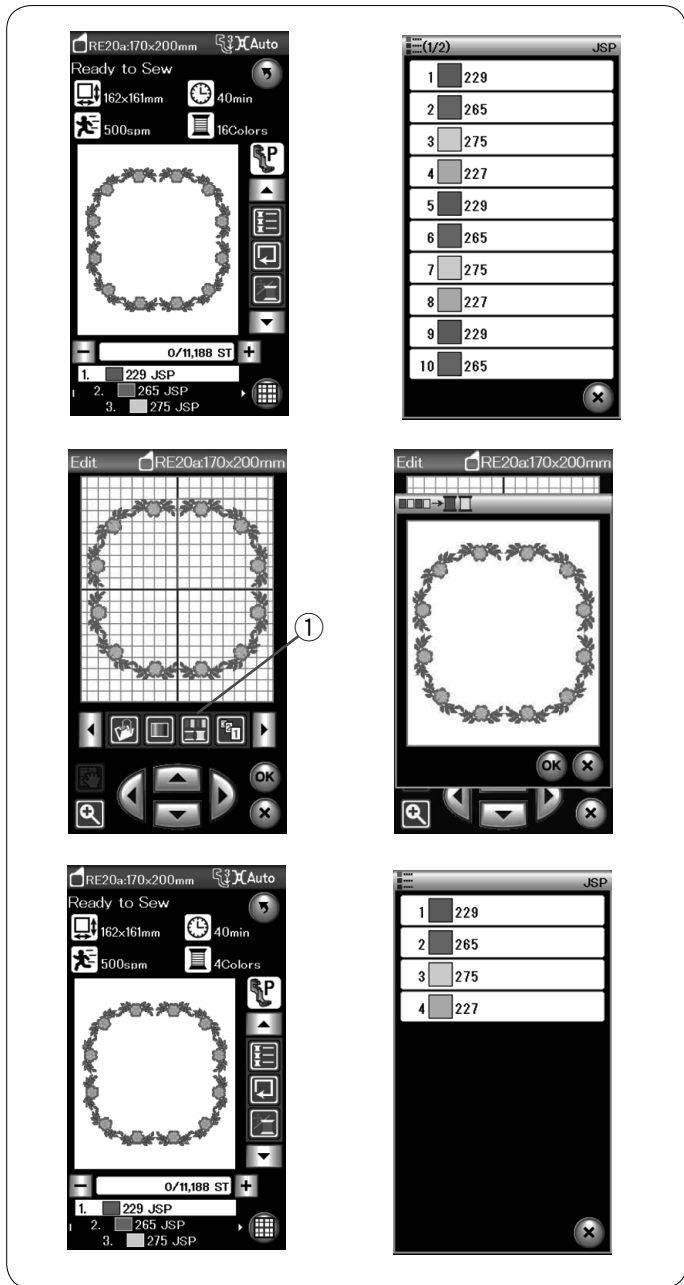 RE20a:170x200mm Auto
Ready to Sew
162x161mm 40min
500spm 16Colors
P
0/11,188 ST
1. 229 JSP
2. 265 JSP
3. 275 JSP
(1/2) JSP
1 229
2 265
3 275
4 227
5 229
6 265
7 275
8 227
9 229
10 265
Edit RE20a:170x200mm
1
OK
Edit RE20a:170x200mm
OK
RE20a:170x200mm Auto
Ready to Sew
162x161mm 40min
500spm 4Colors
P
0/11,188 ST
1. 229 JSP
2. 265 JSP
3. 275 JSP
JSP
1 229
2 265
3 275
4 227